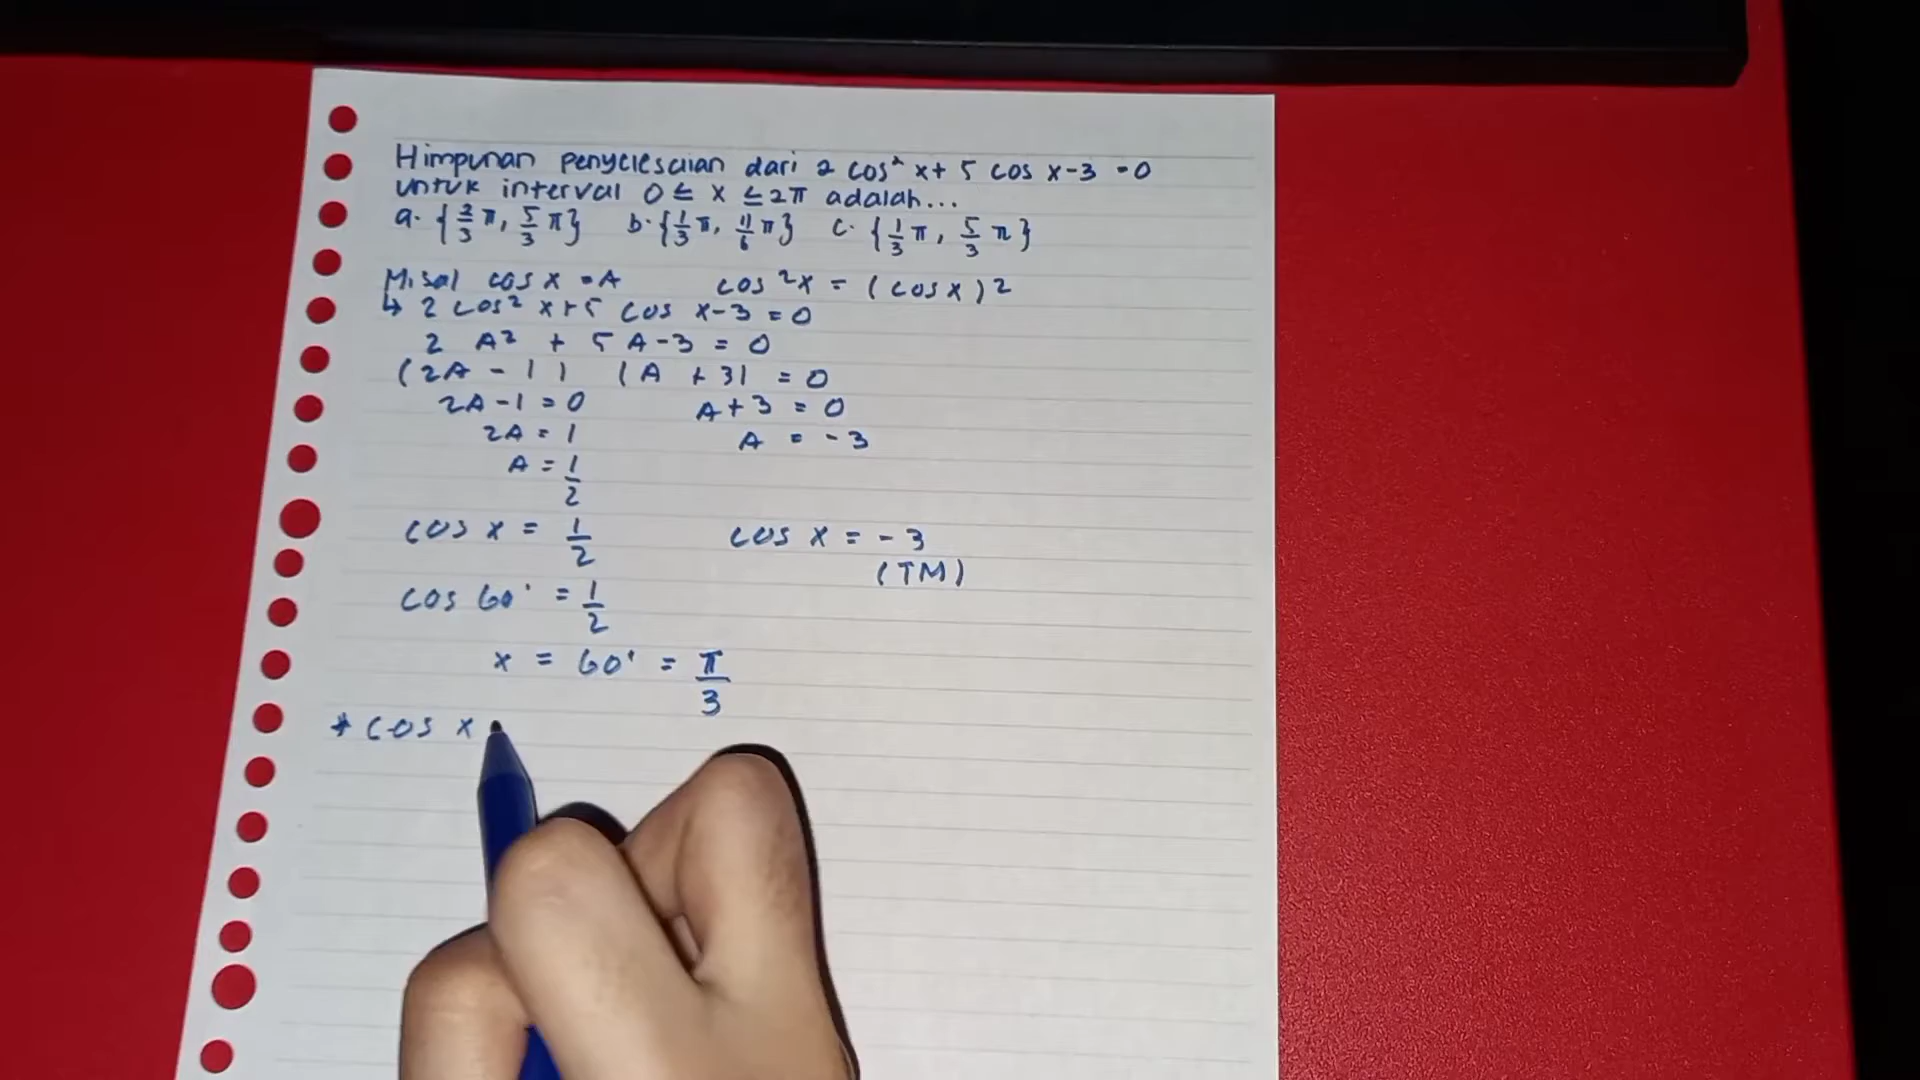 Himpunan penyelesaian dari 2 cos² x + 5 cos x - 3 = 0
untuk interval 0 ≤ x ≤ 2π adalah...
a. {2/3 π, 5/3 π} b. {1/3 π, 11/6 π} c. {1/3 π, 5/3 π}
Misal cos x = A cos ²x = (cos x) 2
↳ 2 cos² x + 5 cos x - 3 = 0
2 A² + 5 A - 3 = 0
(2A - 1) (A + 3) = 0
2A - 1 = 0 A + 3 = 0
2A = 1 A = - 3
A = 1/2
cos x = 1/2 cos x = - 3
(TM)
cos 60° = 1/2
x = 60° = π/3
* cos x